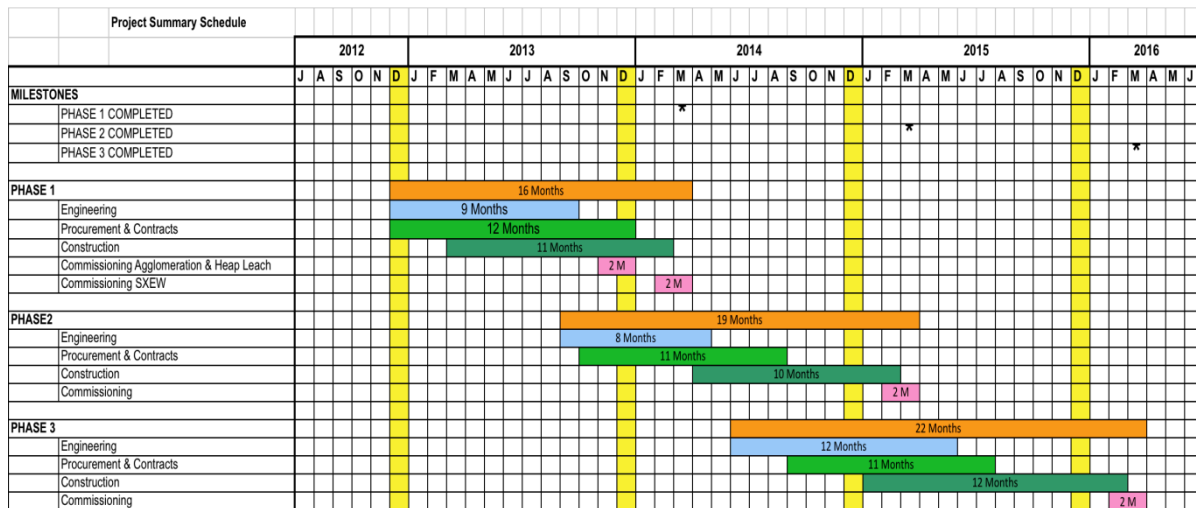 Project Summary Schedule
2012 2013 2014 2015 2016
J A S O N D J F M A M J J A S O N D J F M A M J J A S O N D J F M A M J J A S O N D J F M A M J
MILESTONES
PHASE 1 COMPLETED *
PHASE 2 COMPLETED *
PHASE 3 COMPLETED *
PHASE 1 16 Months
Engineering 9 Months
Procurement & Contracts 12 Months
Construction 11 Months
Commissioning Agglomeration & Heap Leach 2 M
Commissioning SXEW 2 M
PHASE2 19 Months
Engineering 8 Months
Procurement & Contracts 11 Months
Construction 10 Months
Commissioning 2 M
PHASE 3 22 Months
Engineering 12 Months
Procurement & Contracts 11 Months
Construction 12 Months
Commissioning 2 M